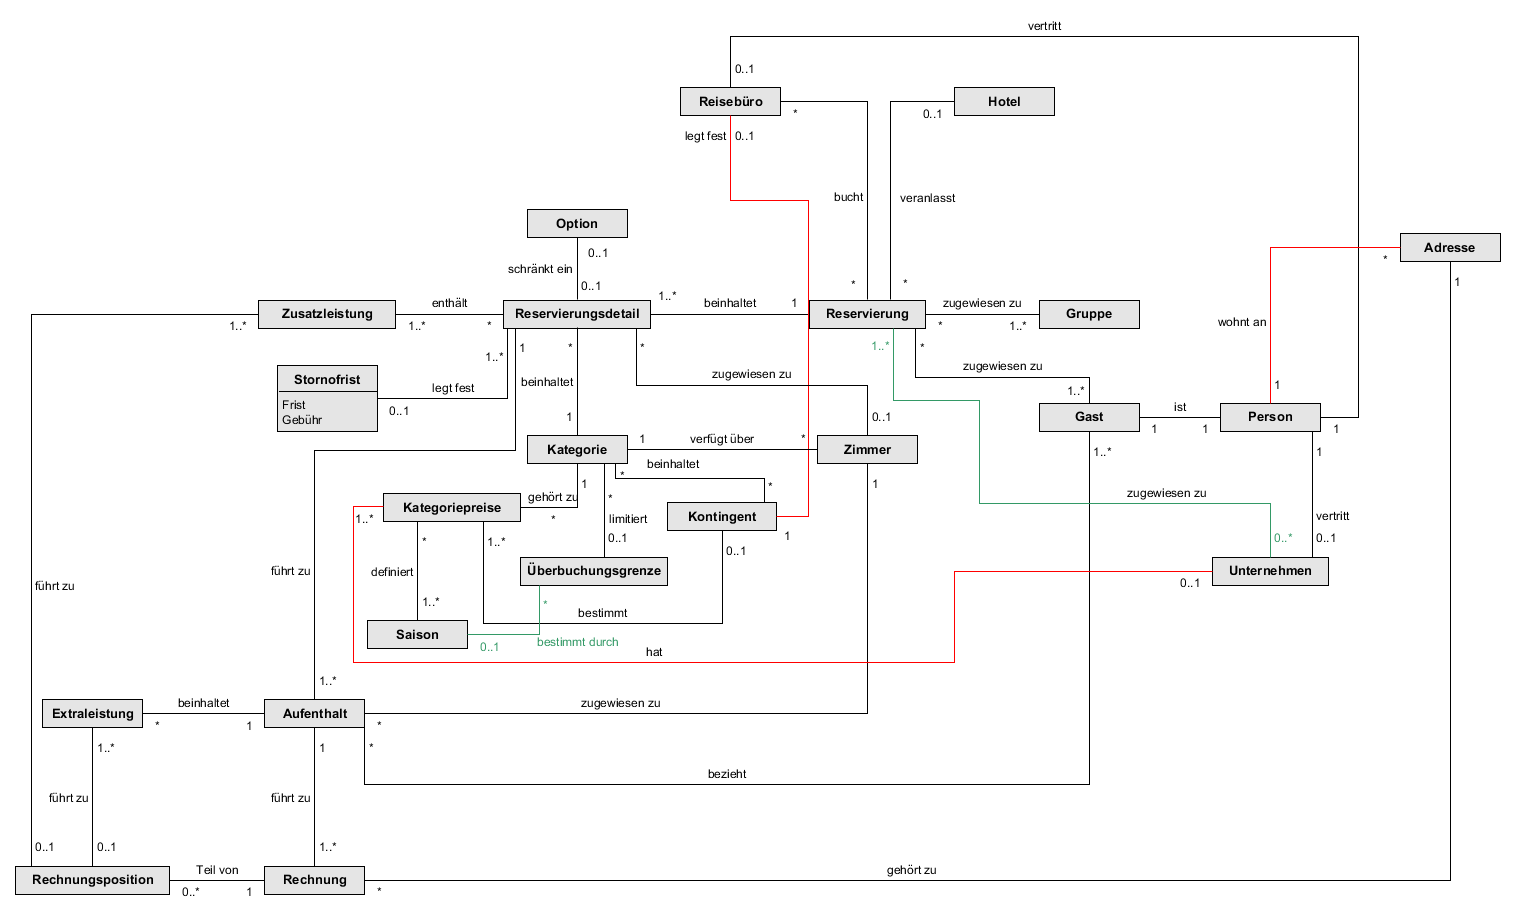 vertritt
0..1
Reisebüro
Hotel
*
0..1
legt fest
0..1
bucht
veranlasst
Option
0..1
Adresse
*
schränkt ein
0..1
1
*
*
1..*
beinhaltet
1
enthält
zugewiesen zu
Zusatzleistung
Reservierungsdetail
Reservierung
Gruppe
1..*
1..*
*
*
1..*
wohnt an
1
*
*
1..*
*
1..*
zugewiesen zu
zugewiesen zu
Stornofrist
legt fest
beinhaltet
1
1..*
Frist
0..1
Gebühr
1
0..1
ist
Gast
Person
1
1
1
1
verfügt über
*
Kategorie
Zimmer
1..*
1
beinhaltet
*
1
*
1
gehört zu
*
zugewiesen zu
Kategoriepreise
Kontingent
1..*
*
limitiert
vertritt
1
*
1..*
0..1
0..1
0..*
0..1
definiert
Überbuchungsgrenze
Unternehmen
führt zu
führt zu
0..1
1..*
*
bestimmt
Saison
bestimmt durch
0..1
hat
1..*
beinhaltet
zugewiesen zu
Extraleistung
Aufenthalt
*
1
*
1..*
1
*
bezieht
führt zu
führt zu
0..1
0..1
1..*
Teil von
gehört zu
Rechnungsposition
Rechnung
0..*
1
*